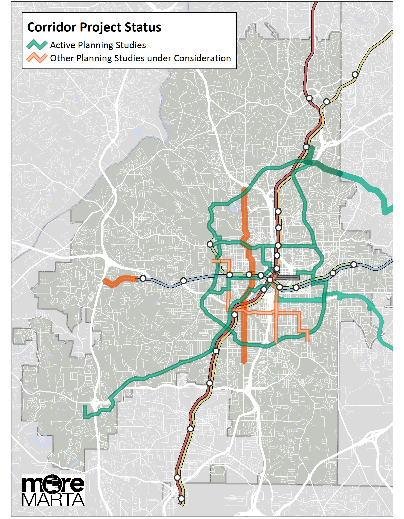 Corridor Project Status
Active Planning Studies
Other Planning Studies under Consideration
more
MARTA